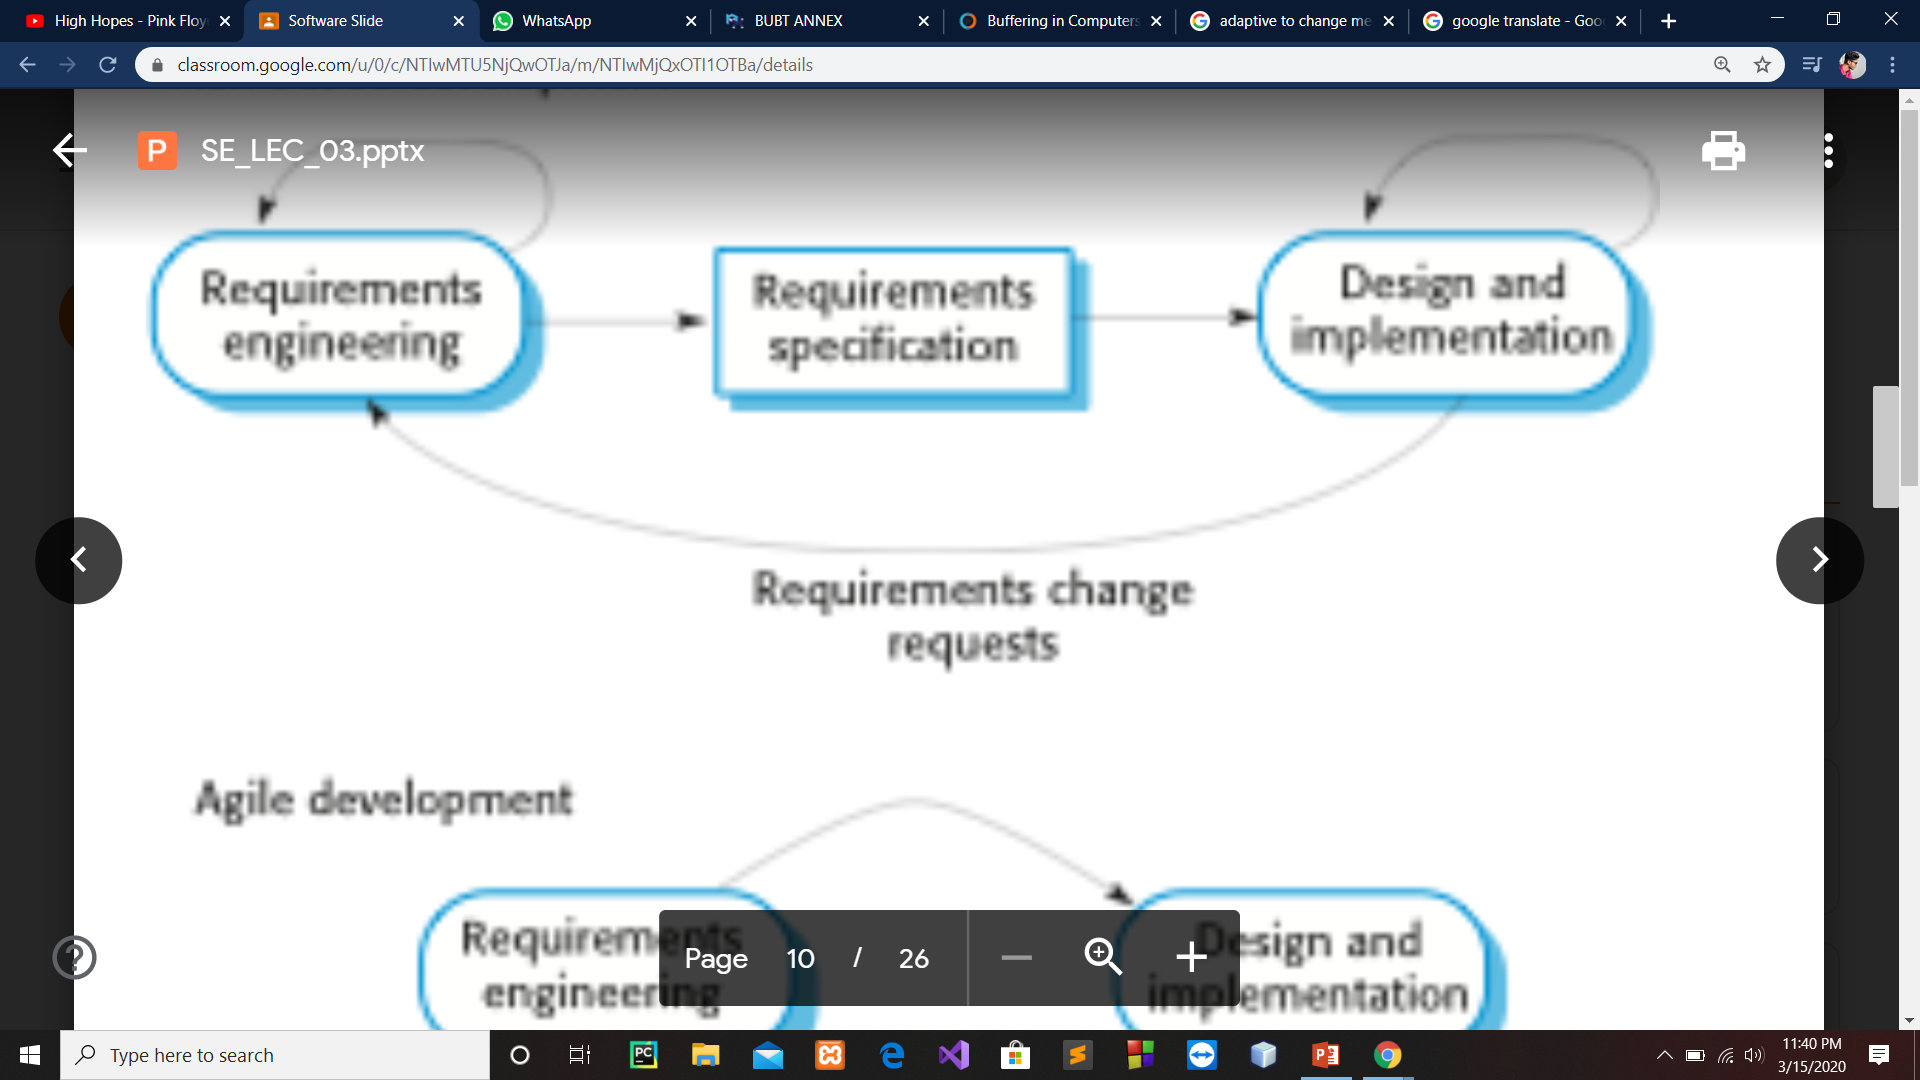 High Hopes - Pink Floy
Software Slide
WhatsApp
BUBT ANNEX
Buffering in Computers
adaptive to change me
google translate - Goo
classroom.google.com/u/0/c/NTIwMTU5NjQwOTJa/m/NTIwMjQxOTI1OTBa/details
P SE_LEC_03.pptx
Requirements
engineering
Requirements
specification
Design and
implementation
Requirements change
requests
Agile development
Requirements
engineering
Design and
implementation
Page 10 / 26
Type here to search
PC
11:40 PM
3/15/2020